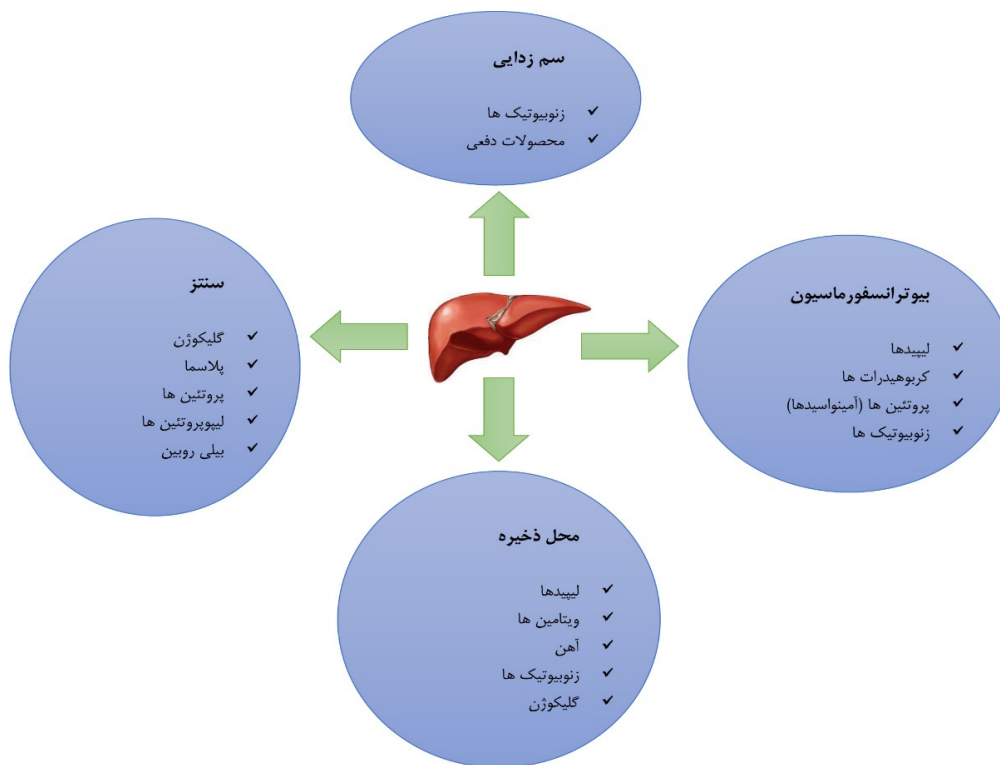 سم زدایی
زنوبیوتیک ها
محصولات دفعی
بیوترانسفورماسیون
لیپیدها
کربوهیدرات ها
پروتئین ها (آمینواسیدها)
زنوبیوتیک ها
سنتز
گلیکوژن
پلاسما
پروتئین ها
لیپوپروتئین ها
بیلی روبین
محل ذخیره
لیپیدها
ویتامین ها
آهن
زنوبیوتیک ها
گلیکوژن